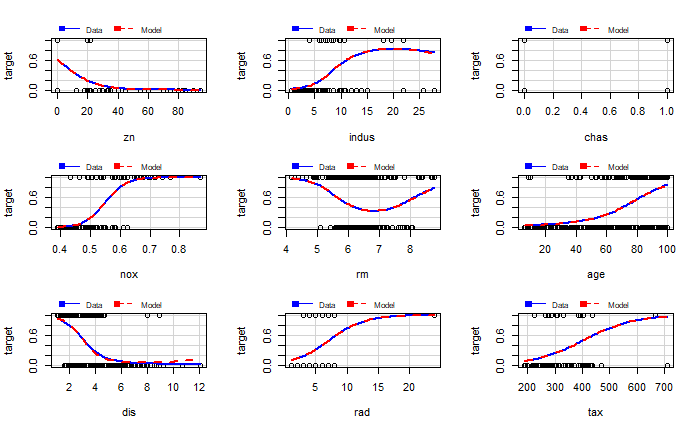 Data Model
target
0.0 0.6
0 20 40 60 80
zn
Data Model
target
0.0 0.6
0 5 10 15 20 25
indus
Data Model
target
0.0 0.6
0.0 0.2 0.4 0.6 0.8 1.0
chas
Data Model
target
0.0 0.6
0.4 0.5 0.6 0.7 0.8
nox
Data Model
target
0.0 0.6
4 5 6 7 8
rm
Data Model
target
0.0 0.6
20 40 60 80 100
age
Data Model
target
0.0 0.6
2 4 6 8 10 12
dis
Data Model
target
0.0 0.6
5 10 15 20
rad
Data Model
target
0.0 0.6
200 300 400 500 600 700
tax